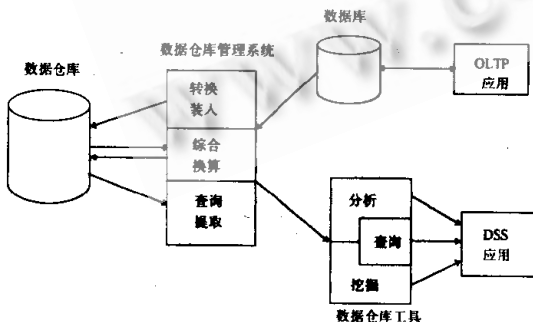 数据库
数据仓库管理系统
数据仓库
OLTP
应用
转换
装入
综合
换算
查询
提取
分析
查询
挖掘
DSS
应用
数据仓库工具